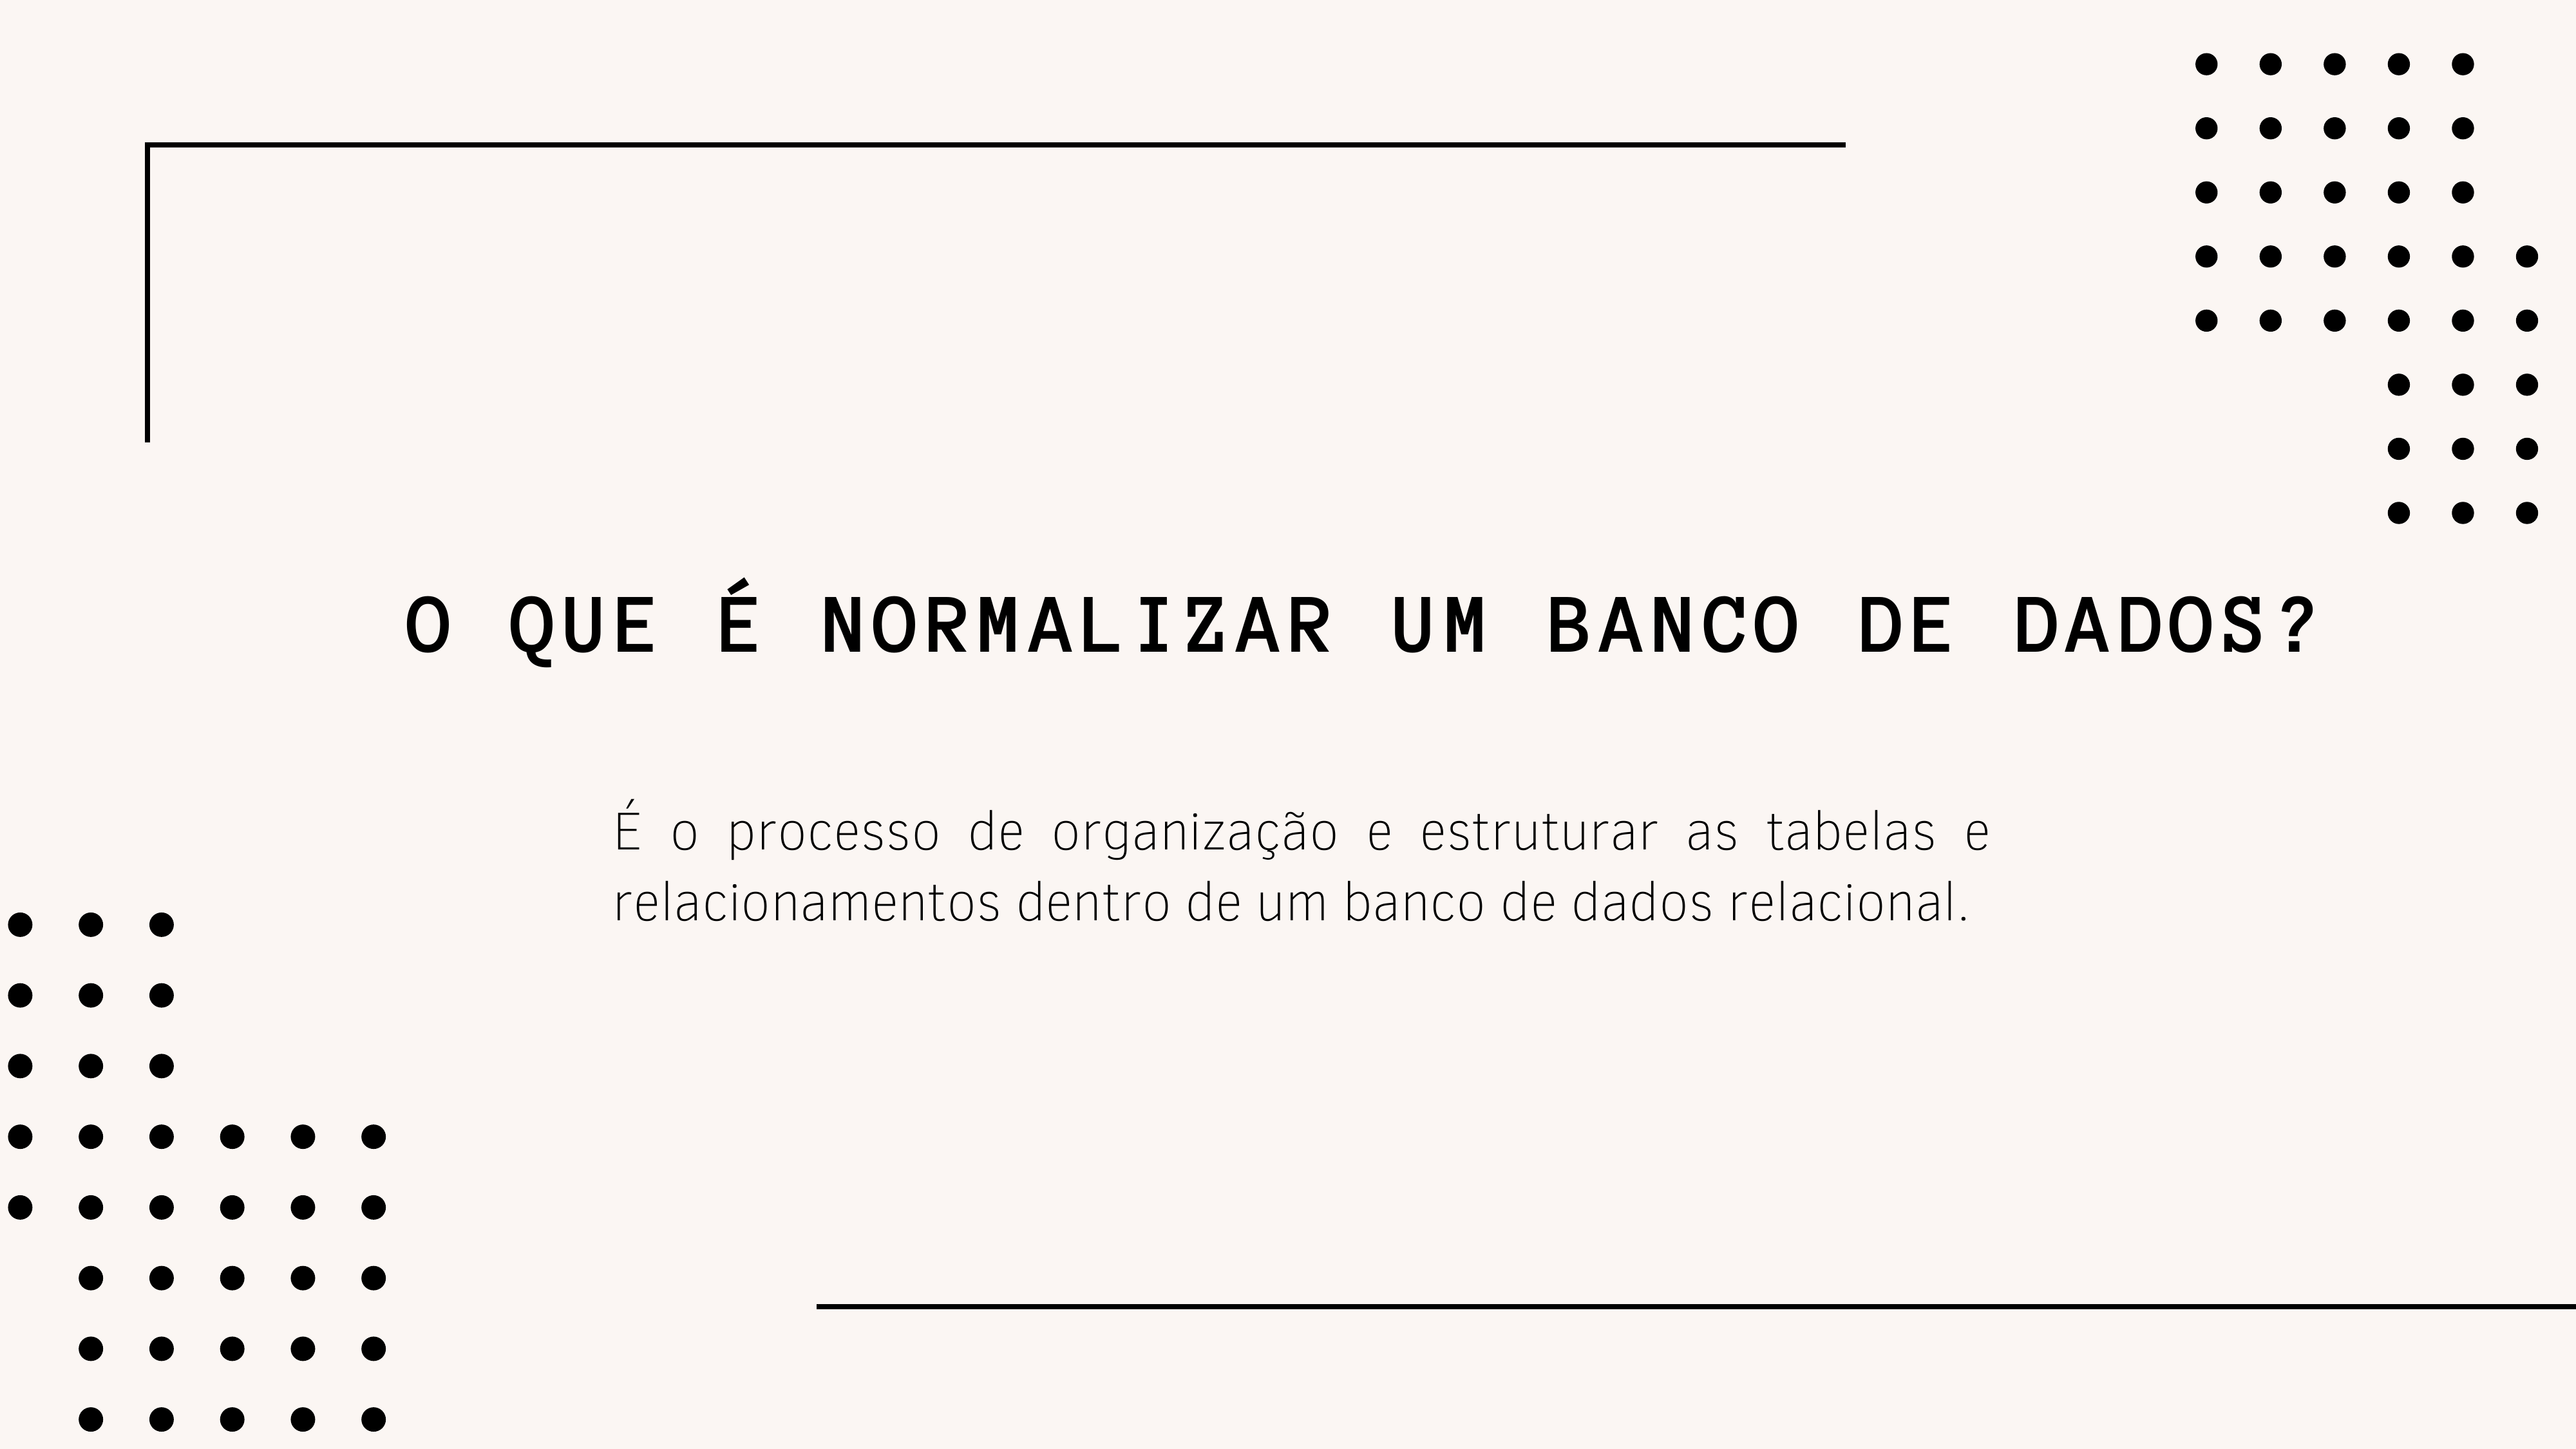 O QUE É NORMALIZAR UM BANCO DE DADOS?
É o processo de organização e estruturar as tabelas e
relacionamentos dentro de um banco de dados relacional.